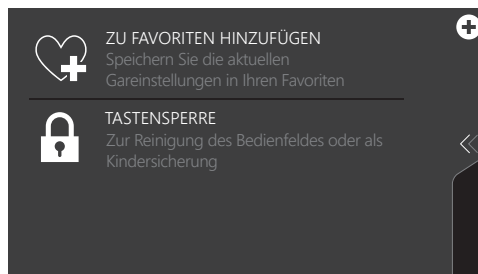 ZU FAVORITEN HINZUFÜGEN
Speichern Sie die aktuellen
Gareinstellungen in Ihren Favoriten
TASTENSPERRE
Zur Reinigung des Bedienfeldes oder als
Kindersicherung